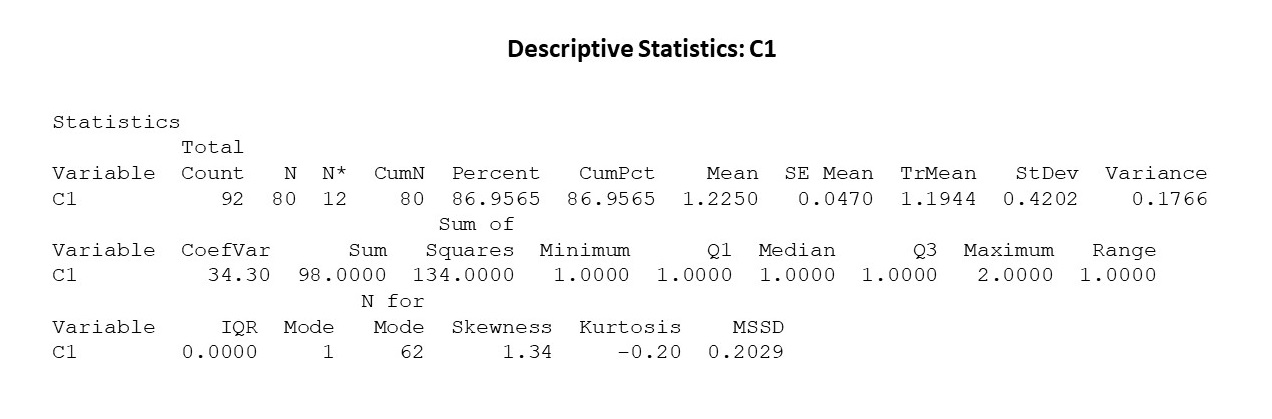 Descriptive Statistics: C1
Statistics
Total
Variable Count N N* CumN Percent CumPct Mean SE Mean TrMean StDev Variance
C1 92 80 12 80 86.9565 86.9565 1.2250 0.0470 1.1944 0.4202 0.1766
Sum of
Variable CoefVar Sum Squares Minimum Q1 Median Q3 Maximum Range
C1 34.30 98.0000 134.0000 1.0000 1.0000 1.0000 1.0000 2.0000 1.0000
N for
Variable IQR Mode Mode Skewness Kurtosis MSSD
C1 0.0000 1 62 1.34 -0.20 0.2029